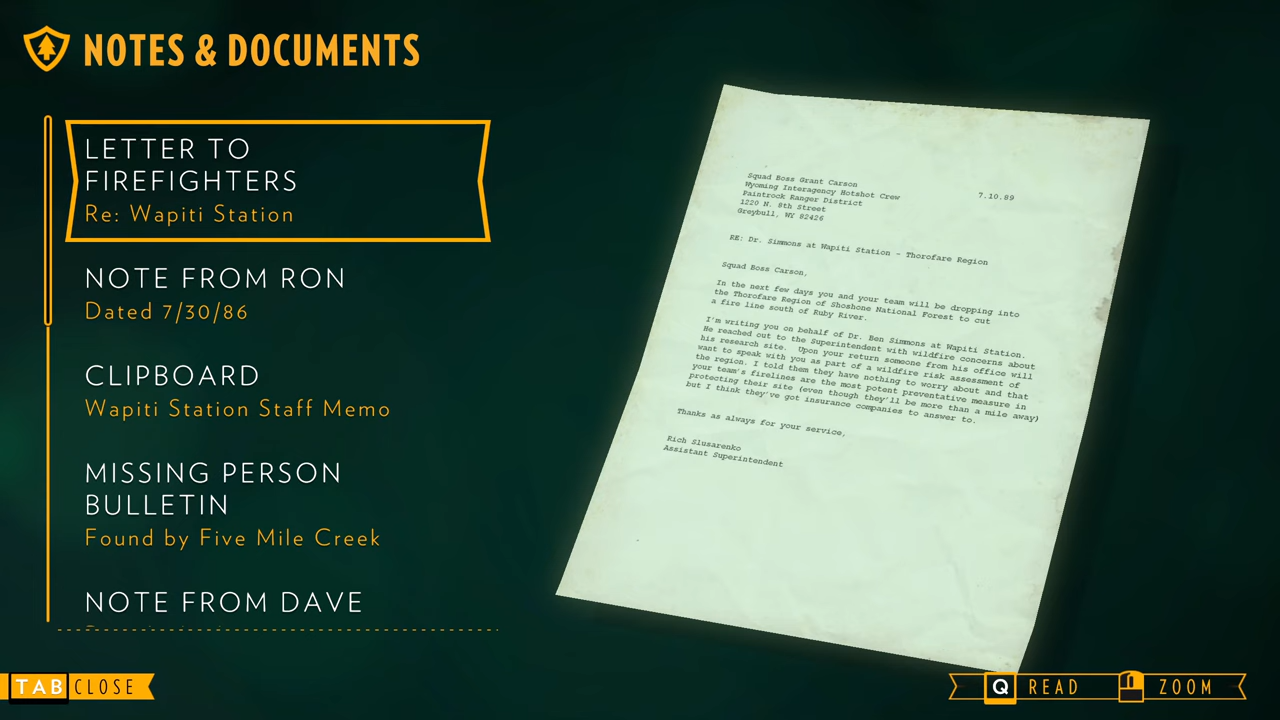 NOTES & DOCUMENTS
LETTER TO
FIREFIGHTERS
Re: Wapiti Station
NOTE FROM RON
Dated 7/30/86
CLIPBOARD
Wapiti Station Staff Memo
MISSING PERSON
BULLETIN
Found by Five Mile Creek
NOTE FROM DAVE
Squad Boss Grant Carson
Wyoming Interagency Hotshot Crew
Paintrock Ranger District
1220 N. 8th Street
Greybull, WY 82426
7.10.89
RE: Dr. Simmons at Wapiti Station - Thorofare Region
Squad Boss Carson,
In the next few days you and your team will be dropping into
the Thorofare Region of Shoshone National Forest to cut
a fire line south of Ruby River.
I'm writing you on behalf of Dr. Ben Simmons at Wapiti Station.
He reached out to the Superintendent with wildfire concerns about
his research site. Upon your return someone from his office will
want to speak with you as part of a wildfire risk assessment of
the region. I told them they have nothing to worry about and that
your team's firelines are the most potent preventative measure in
protecting their site (even though they'll be more than a mile away)
but I think they've got insurance companies to answer to.
Thanks as always for your service,
Rich Slusarenko
Assistant Superintendent
TAB CLOSE
Q READ
ZOOM